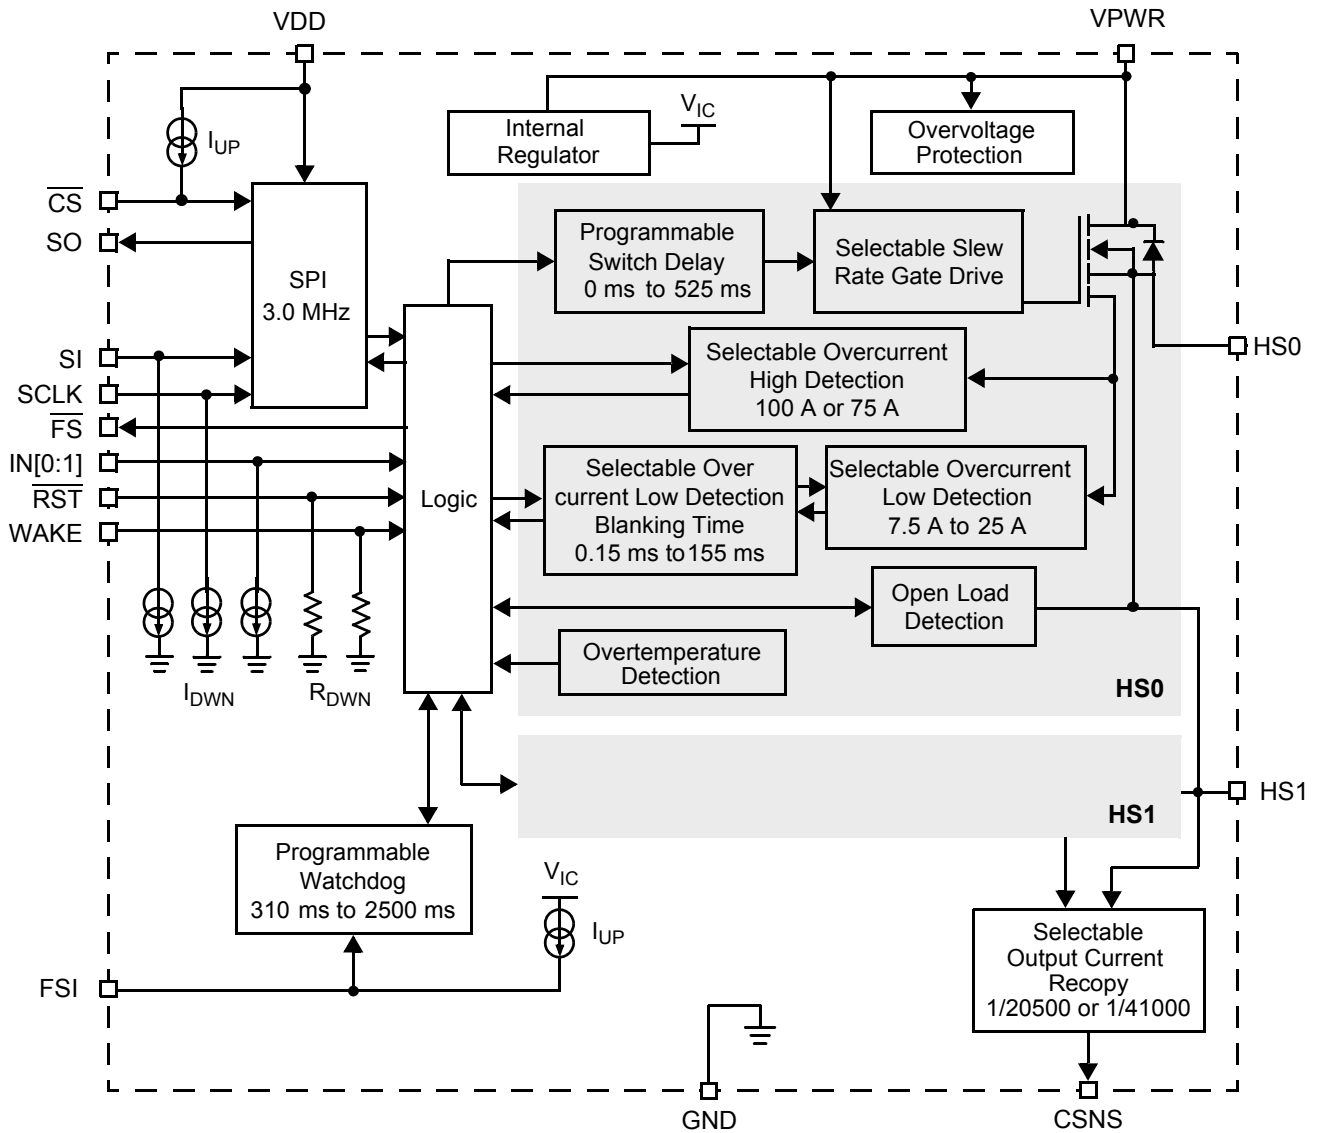 VDD
VPWR
VIC
Internal
Regulator
Overvoltage
Protection
IUP
CS
SO
SPI
3.0 MHz
SI
SCLK
FS
IN[0:1]
RST
WAKE
Programmable
Switch Delay
0 ms to 525 ms
Selectable Slew
Rate Gate Drive
HS0
Selectable Overcurrent
High Detection
100 A or 75 A
Logic
Selectable Over
current Low Detection
Blanking Time
0.15 ms to 155 ms
Selectable Overcurrent
Low Detection
7.5 A to 25 A
Open Load
Detection
Overtemperature
Detection
HS0
IDWN
RDWN
HS1
HS1
Programmable
Watchdog
310 ms to 2500 ms
VIC
IUP
FSI
Selectable
Output Current
Recopy
1/20500 or 1/41000
GND
CSNS